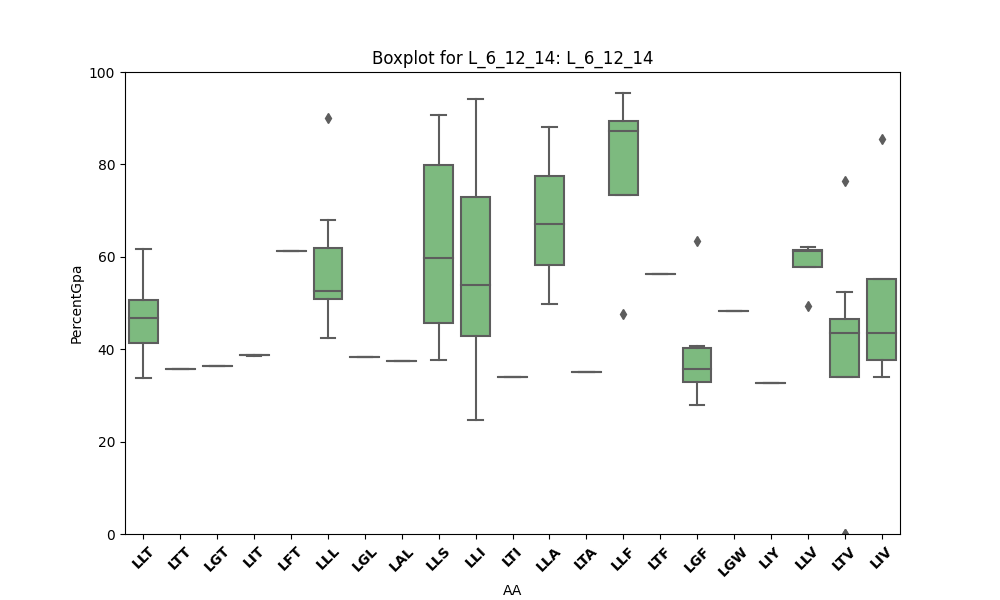 Boxplot for L_6_12_14: L_6_12_14
100
80
60
40
20
0
PercentGpa
LLT LTT LGT LIT LFT LLL LGL LAL LLS LLI LTI LLA LTA LLF LTF LGF LGW LIY LLV LTV LIV
AA